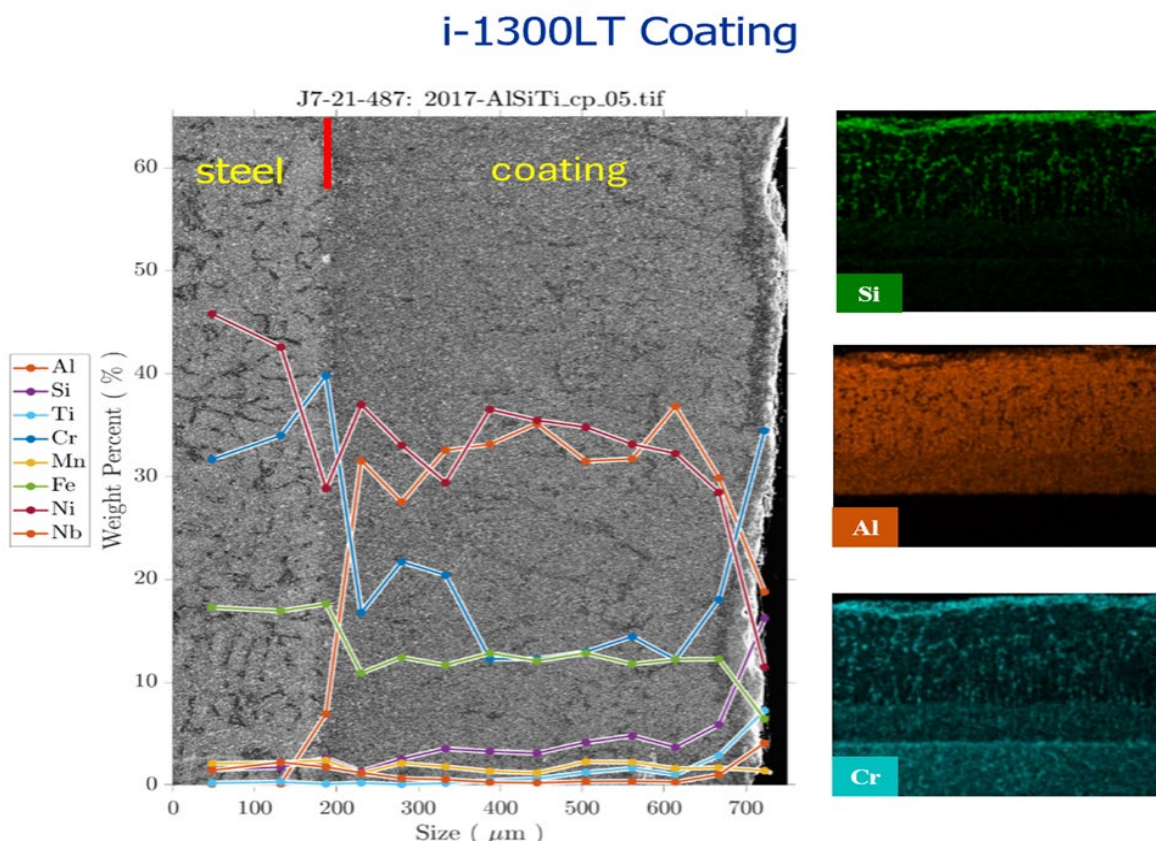 i-1300LT Coating
J7-21-487: 2017-AlSiTi_cp_05.tif
steel
coating
60
50
40
30
20
10
0
Weight Percent ( % )
Al
Si
Ti
Cr
Mn
Fe
Ni
Nb
0 100 200 300 400 500 600 700
Size ( μm )
Si
Al
Cr